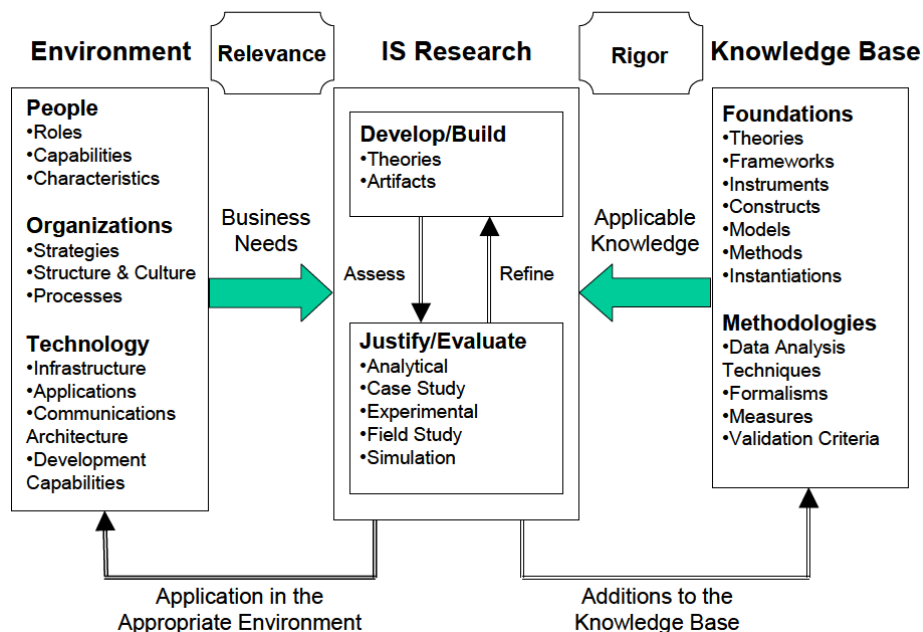 Environment
Relevance
IS Research
Rigor
Knowledge Base
People
•Roles
•Capabilities
•Characteristics
Organizations
•Strategies
•Structure & Culture
•Processes
Technology
•Infrastructure
•Applications
•Communications
Architecture
•Development
Capabilities
Business
Needs
Develop/Build
•Theories
•Artifacts
Assess
Refine
Justify/Evaluate
•Analytical
•Case Study
•Experimental
•Field Study
•Simulation
Applicable
Knowledge
Foundations
•Theories
•Frameworks
•Instruments
•Constructs
•Models
•Methods
•Instantiations
Methodologies
•Data Analysis
Techniques
•Formalisms
•Measures
•Validation Criteria
Application in the
Appropriate Environment
Additions to the
Knowledge Base